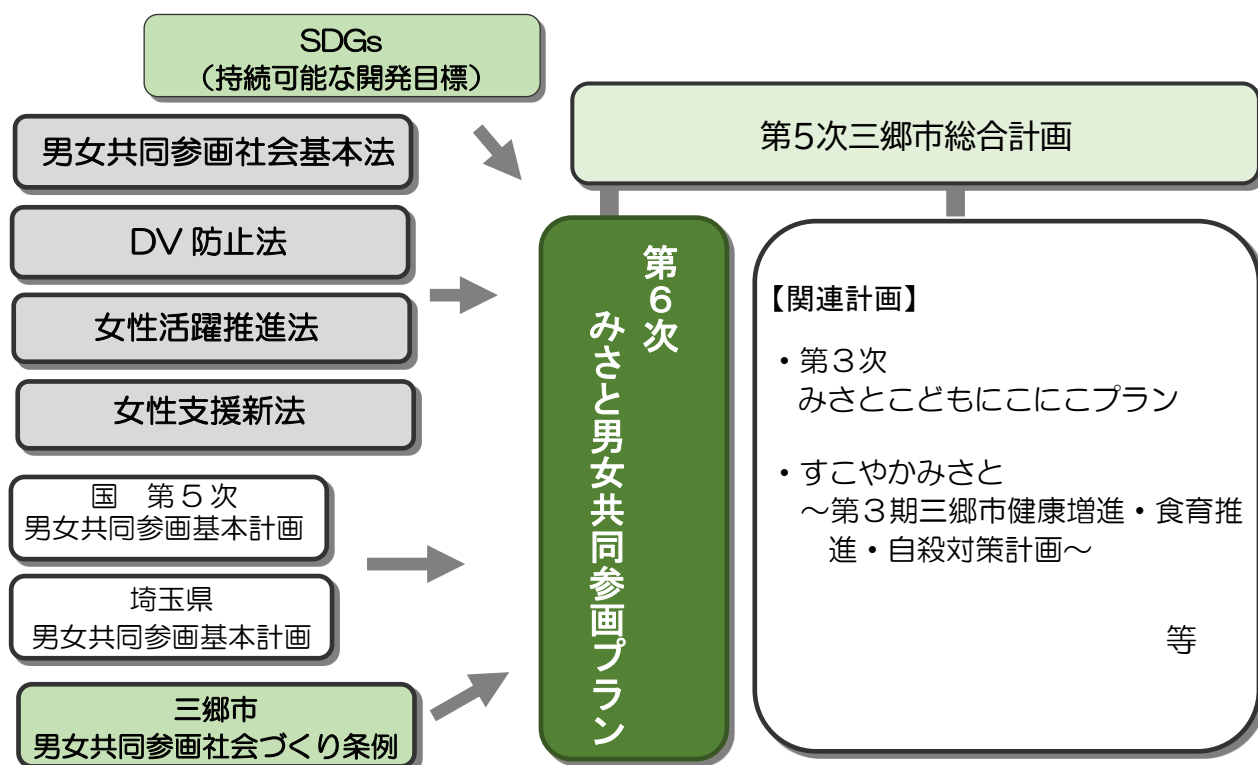 SDGs
(持続可能な開発目標)
男女共同参画社会基本法
DV 防止法
女性活躍推進法
女性支援新法
国　第５次
男女共同参画基本計画
埼玉県
男女共同参画基本計画
三郷市
男女共同参画社会づくり条例
第5次三郷市総合計画
第６次
みさと男女共同参画プラン
【関連計画】
・第３次
みさとこどもにこにこプラン
・すこやかみさと
～第３期三郷市健康増進・食育推
進・自殺対策計画～
等